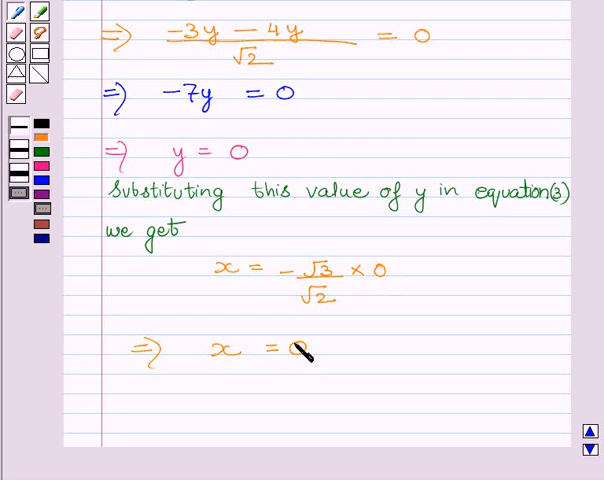 ⇒ (-3y - 4y)/√2 = 0
⇒ -7y = 0
⇒ y = 0
Substituting this value of y in equation(3)
we get
x = -√3/√2 × 0
⇒ x = 0